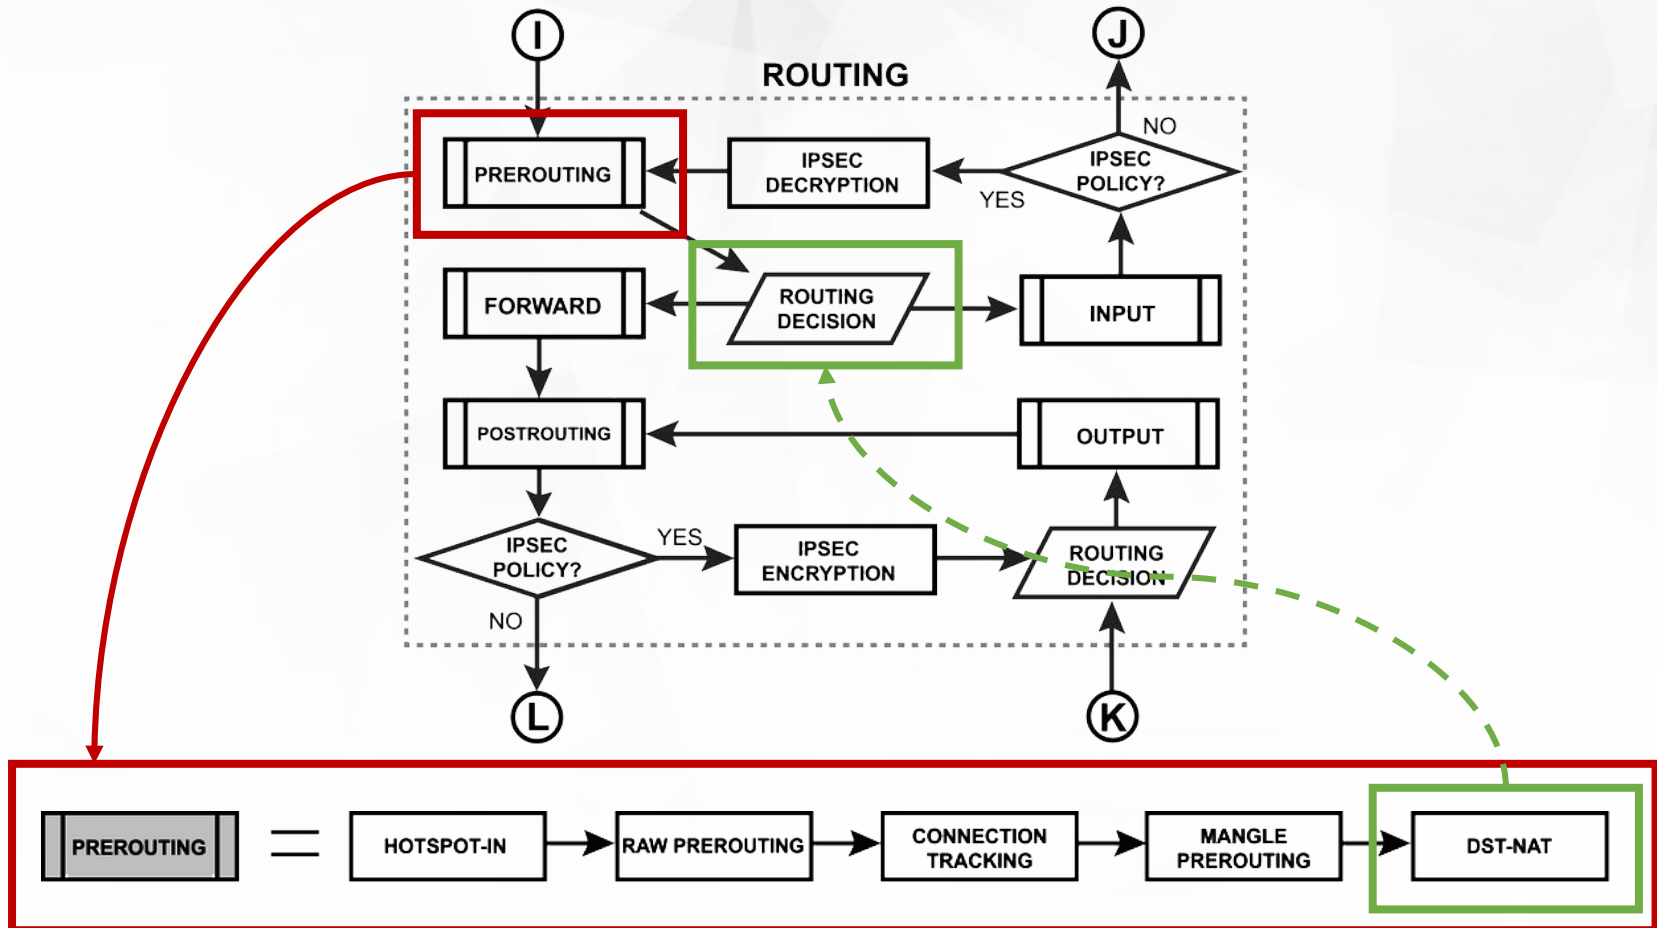 I
J
ROUTING
NO
PREROUTING
IPSEC
DECRYPTION
IPSEC
POLICY?
YES
FORWARD
ROUTING
DECISION
INPUT
POSTROUTING
OUTPUT
IPSEC
POLICY?
YES
IPSEC
ENCRYPTION
ROUTING
DECISION
NO
L
K
PREROUTING
HOTSPOT-IN
RAW PREROUTING
CONNECTION
TRACKING
MANGLE
PREROUTING
DST-NAT